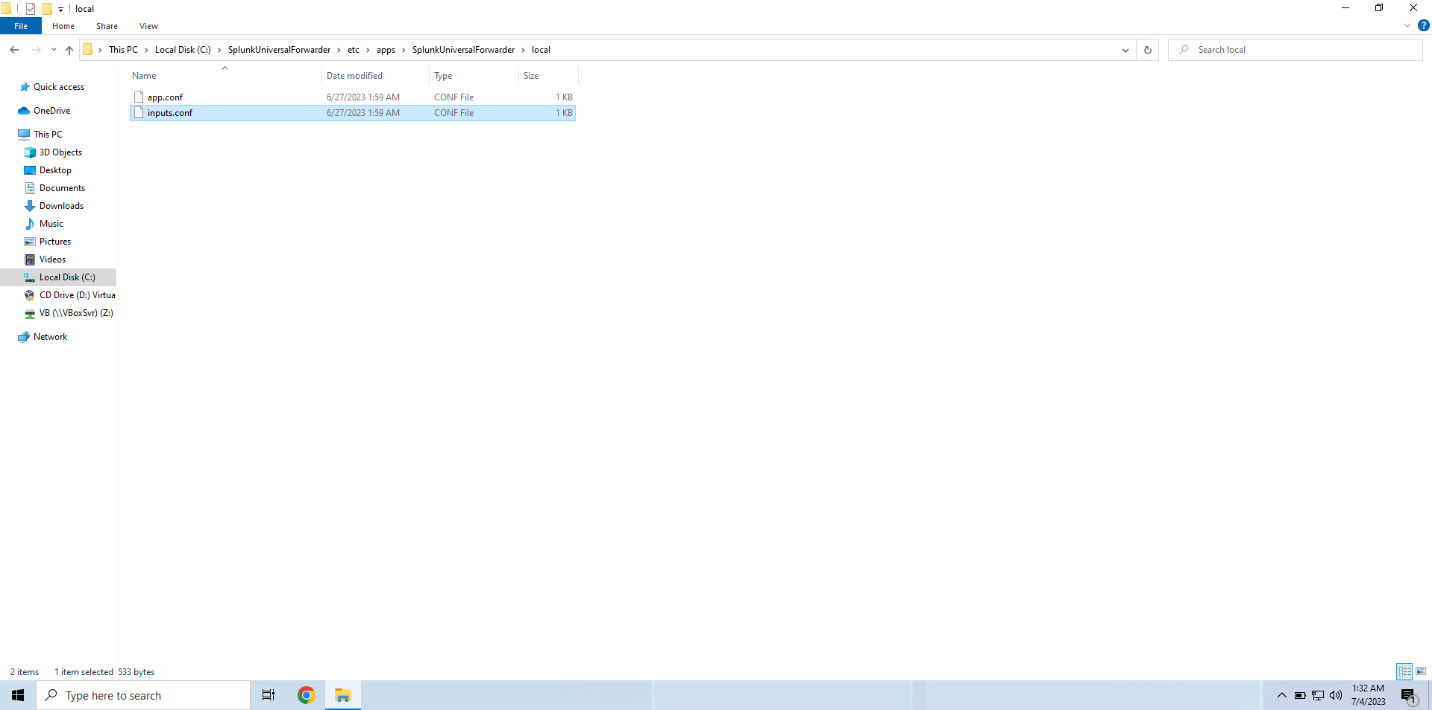 local
File Home Share View
This PC Local Disk (C:) SplunkUniversalForwarder etc apps SplunkUniversalForwarder local
Search local
Name Date modified Type Size
app.conf 6/27/2023 1:59 AM CONF File 1 KB
inputs.conf 6/27/2023 1:59 AM CONF File 1 KB
Quick access
OneDrive
This PC
3D Objects
Desktop
Documents
Downloads
Music
Pictures
Videos
Local Disk (C:)
CD Drive (D:) Virtua
VB (\\VBoxSvr) (Z:)
Network
2 items 1 item selected 533 bytes
Type here to search
1:32 AM
7/4/2023
1